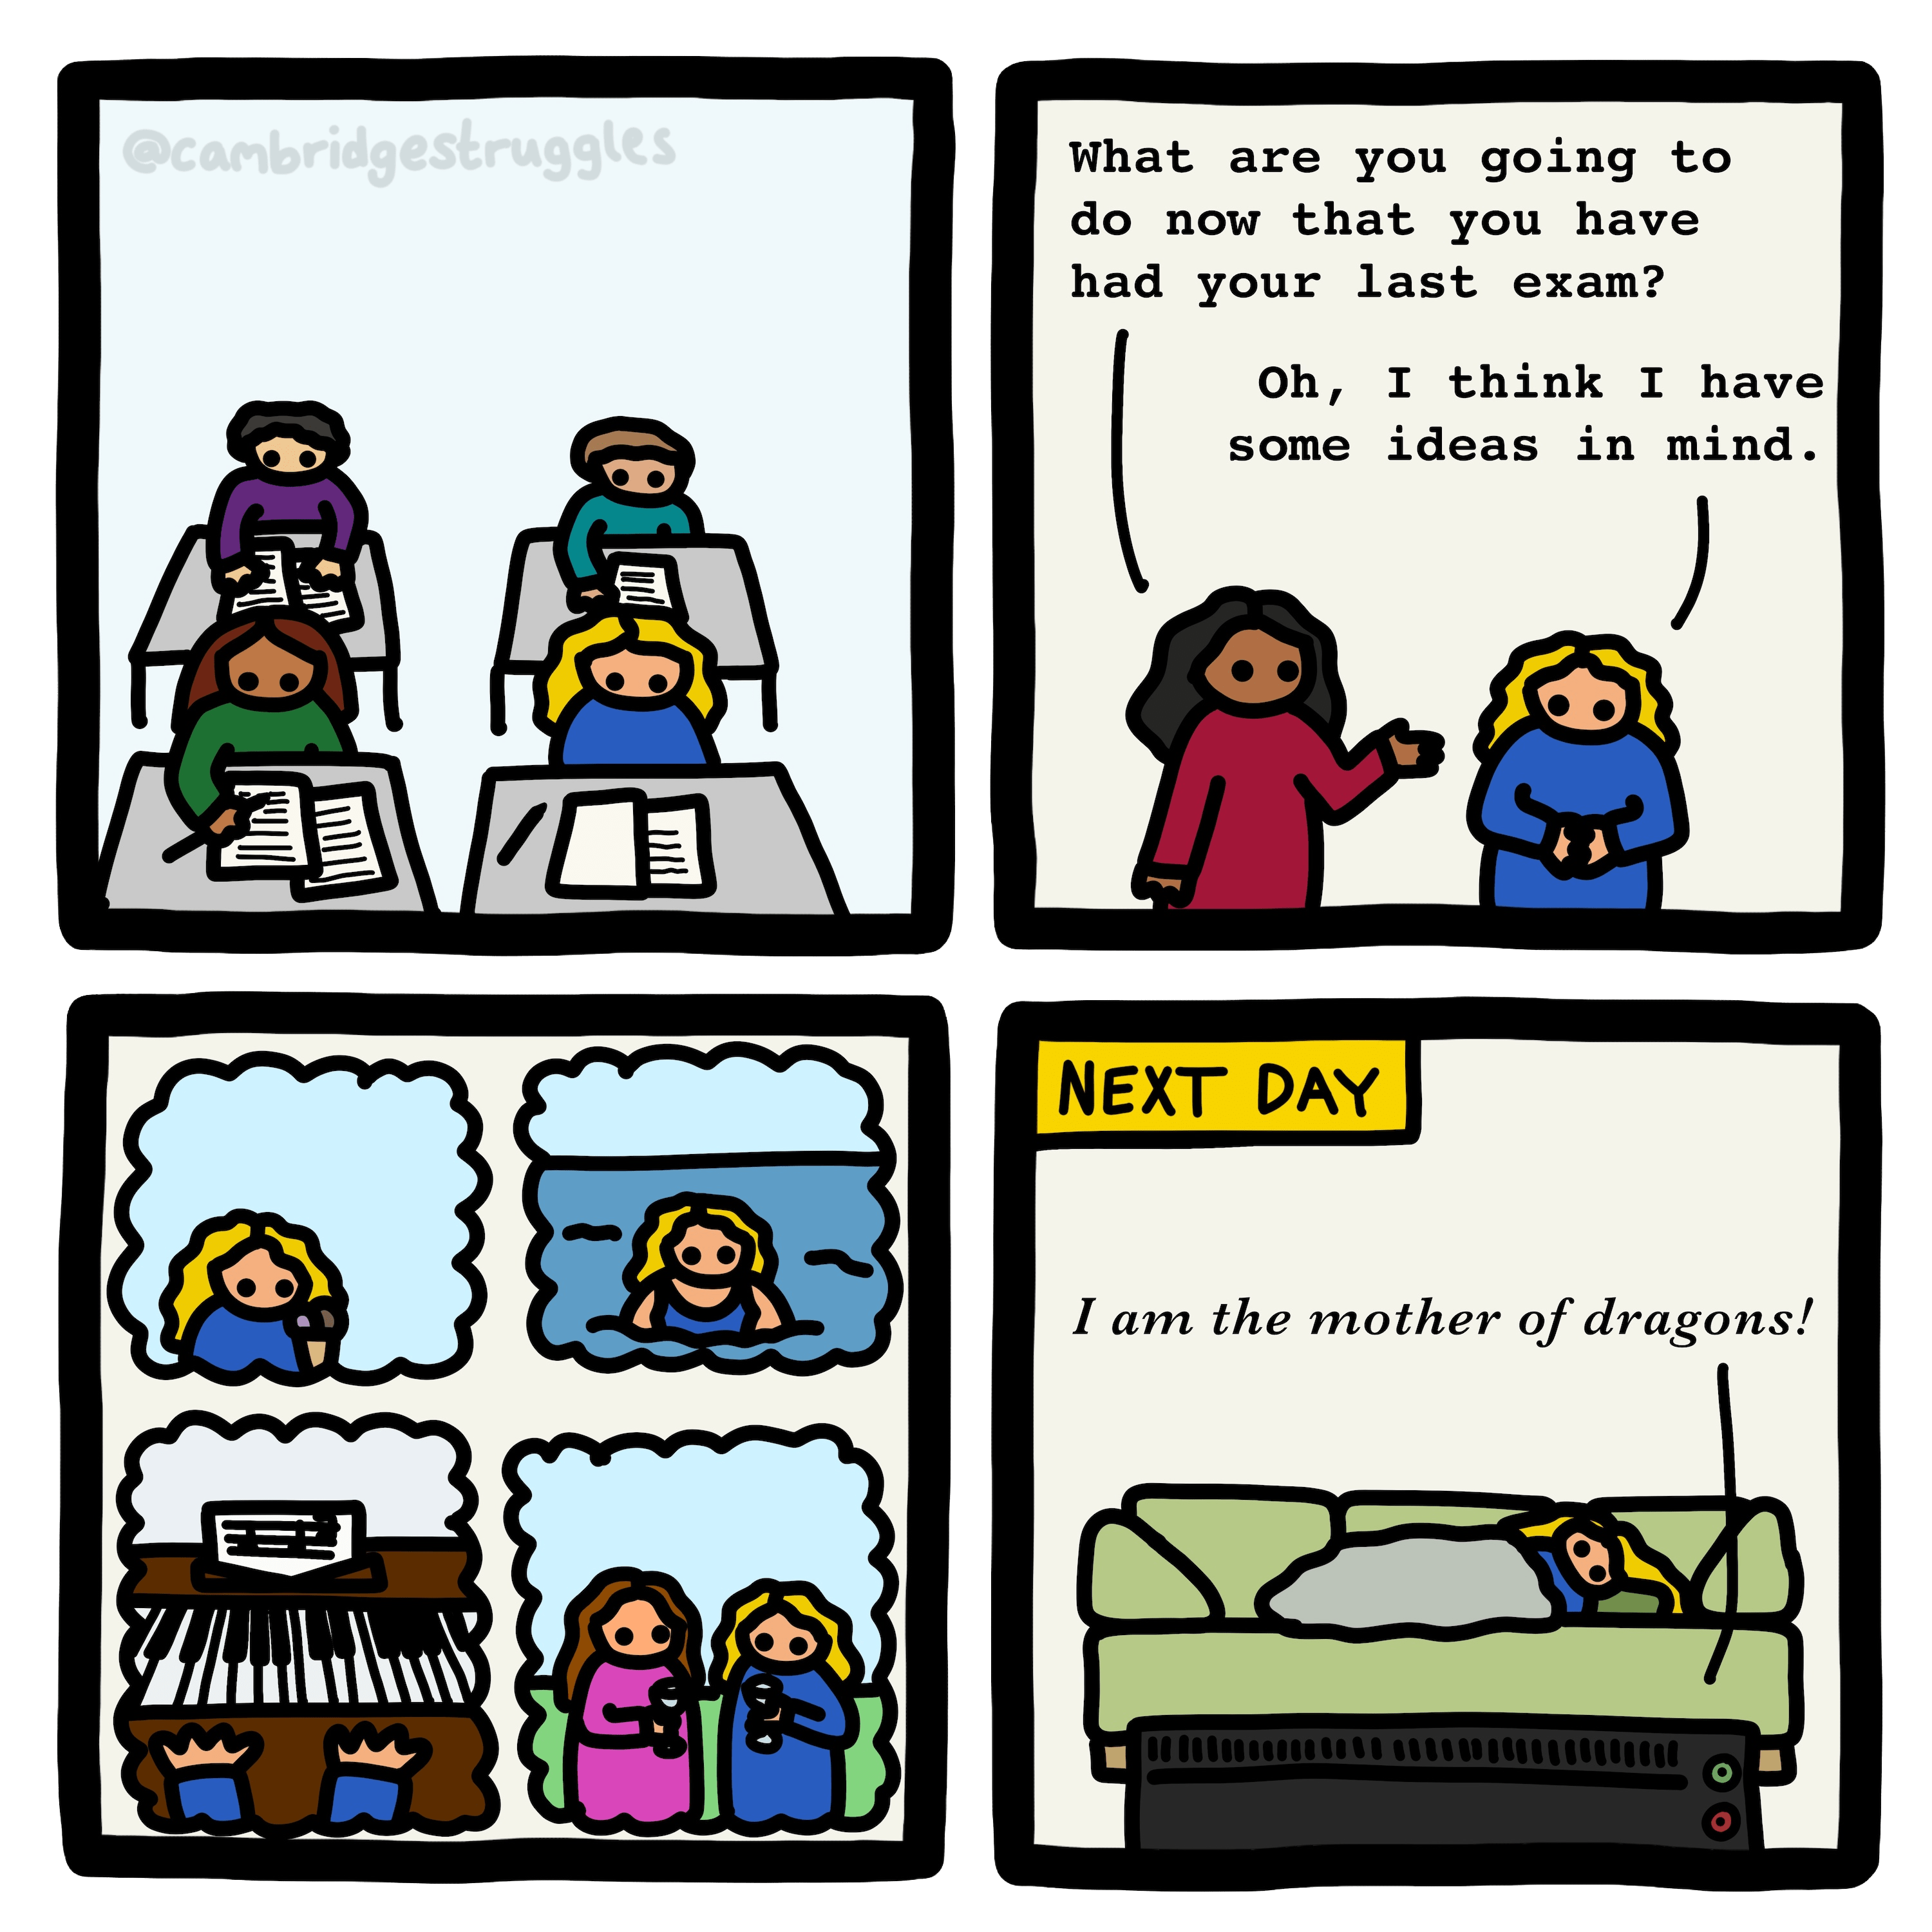 @cambridgestruggles
What are you going to
do now that you have
had your last exam?
Oh, I think I have
some ideas in mind.
NEXT DAY
I am the mother of dragons!